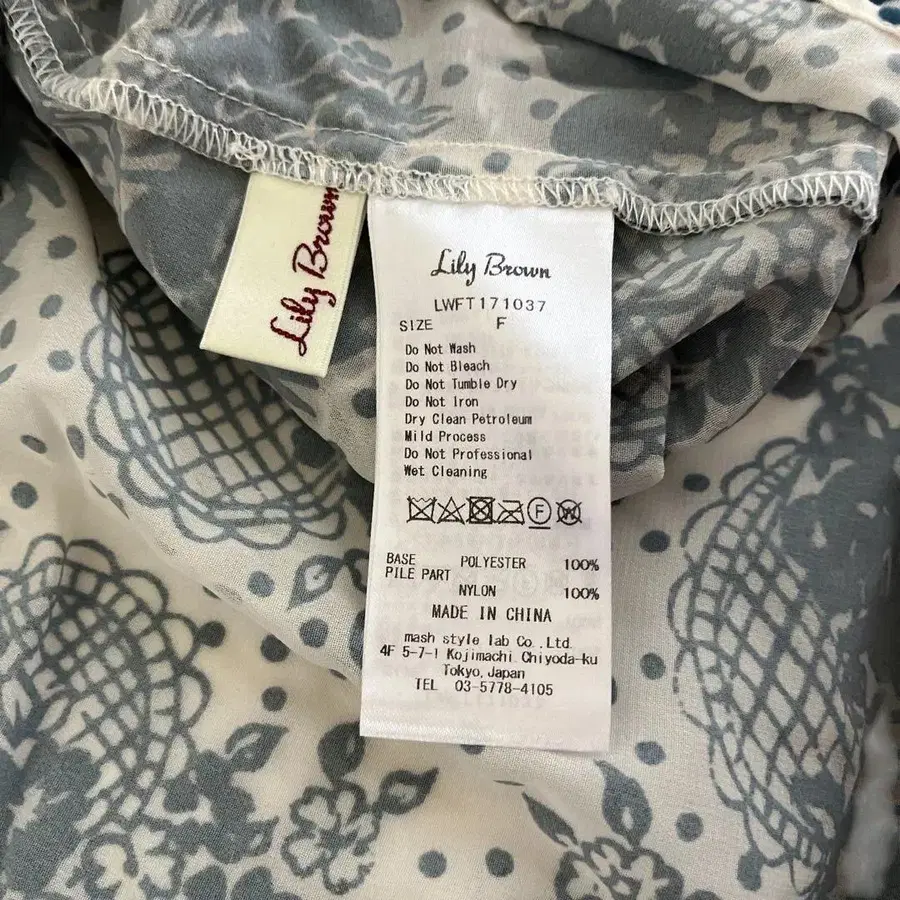 Lily Brown
Lily Brown
LWFT171037
SIZE F
Do Not Wash
Do Not Bleach
Do Not Tumble Dry
Do Not Iron
Dry Clean Petroleum
Mild Process
Do Not Professional
Wet Cleaning
F W
BASE POLYESTER 100%
PILE PART
NYLON 100%
MADE IN CHINA
mash style lab Co.,Ltd.
4F 5-7-1 Kojimachi Chiyoda-ku
Tokyo, Japan
TEL 03-5778-4105